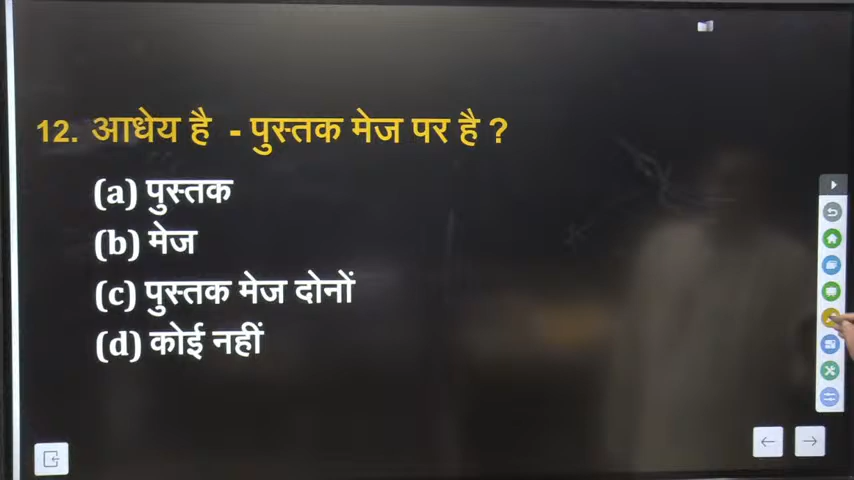 12. आधेय है - पुस्तक मेज पर है ?
(a) पुस्तक
(b) मेज
(c) पुस्तक मेज दोनों
(d) कोई नहीं